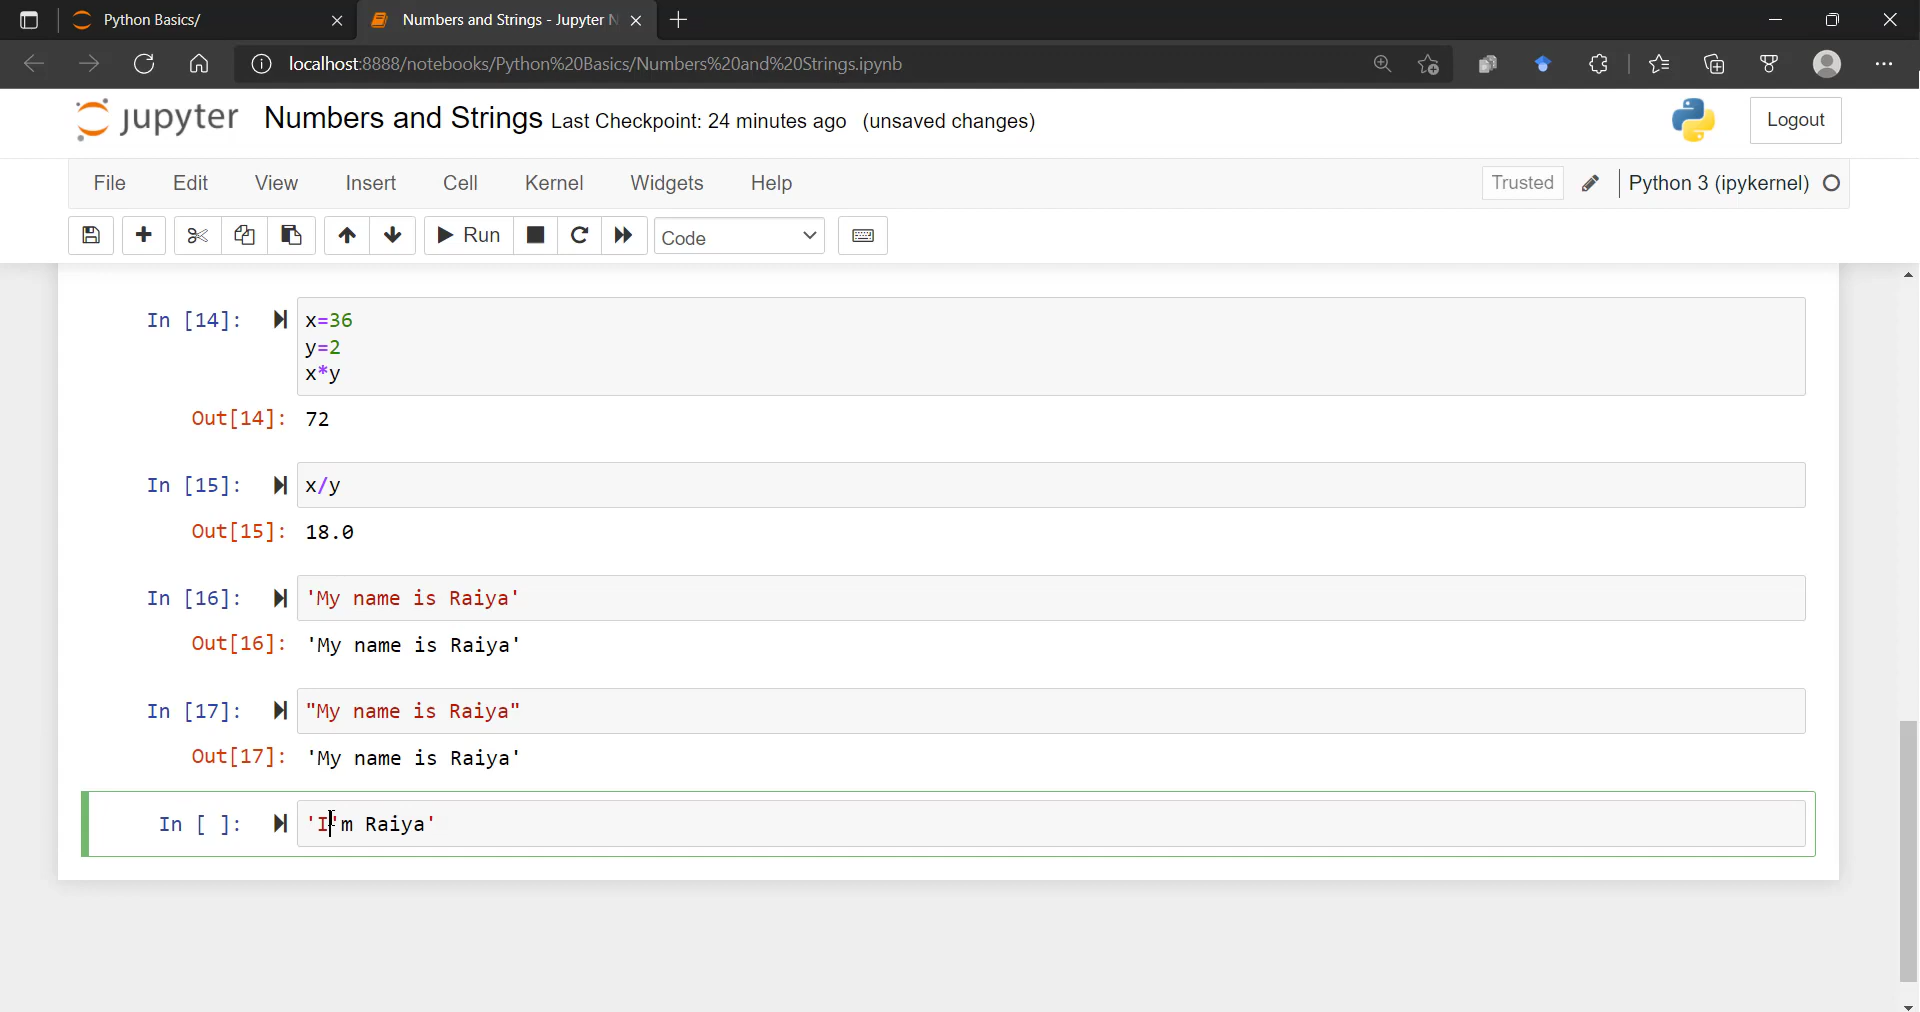 Python Basics/
Numbers and Strings - Jupyter N
localhost:8888/notebooks/Python%20Basics/Numbers%20and%20Strings.ipynb
jupyter Numbers and Strings Last Checkpoint: 24 minutes ago (unsaved changes)
Logout
File Edit View Insert Cell Kernel Widgets Help
Trusted Python 3 (ipykernel)
Run Code
In [14]: x=36
y=2
x*y
Out[14]: 72
In [15]: x/y
Out[15]: 18.0
In [16]: 'My name is Raiya'
Out[16]: 'My name is Raiya'
In [17]: "My name is Raiya"
Out[17]: 'My name is Raiya'
In [ ]: 'I'm Raiya'